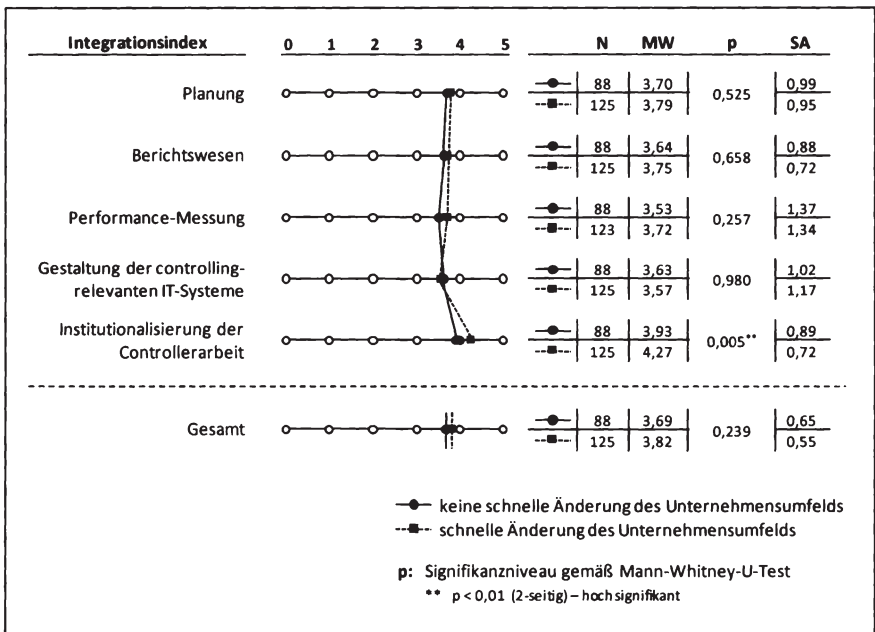 Integrationsindex 0 1 2 3 4 5 N MW p SA
Planung 88 3,70 0,525 0,99
125 3,79 0,95
Berichtswesen 88 3,64 0,658 0,88
125 3,75 0,72
Performance-Messung 88 3,53 0,257 1,37
123 3,72 1,34
Gestaltung der controlling-
relevanten IT-Systeme 88 3,63 0,980 1,02
125 3,57 1,17
Institutionalisierung der
Controllerarbeit 88 3,93 0,005** 0,89
125 4,27 0,72
Gesamt 88 3,69 0,239 0,65
125 3,82 0,55
keine schnelle Änderung des Unternehmensumfelds
schnelle Änderung des Unternehmensumfelds
p: Signifikanzniveau gemäß Mann-Whitney-U-Test
** p < 0,01 (2-seitig) – hoch signifikant